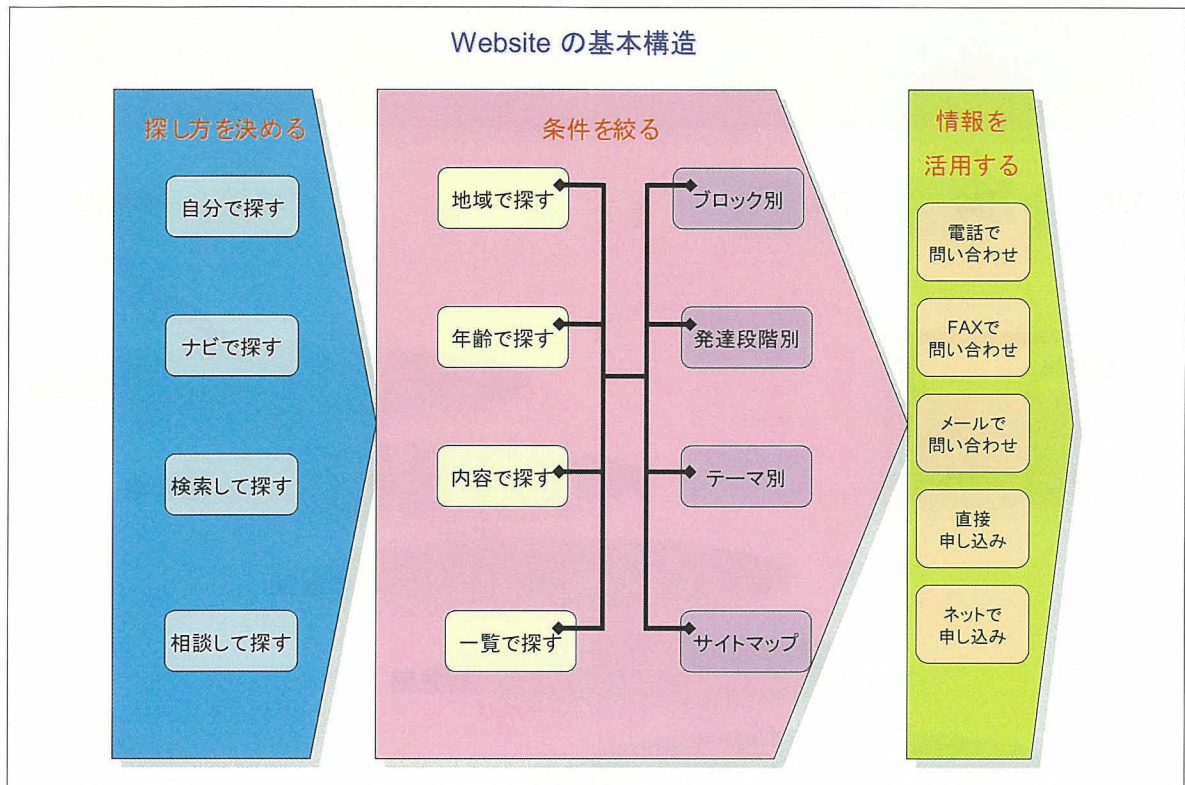 Website の基本構造
探し方を決める
自分で探す
ナビで探す
検索して探す
相談して探す
条件を絞る
地域で探す
年齢で探す
内容で探す
一覧で探す
ブロック別
発達段階別
テーマ別
サイトマップ
情報を
活用する
電話で
問い合わせ
FAXで
問い合わせ
メールで
問い合わせ
直接
申し込み
ネットで
申し込み